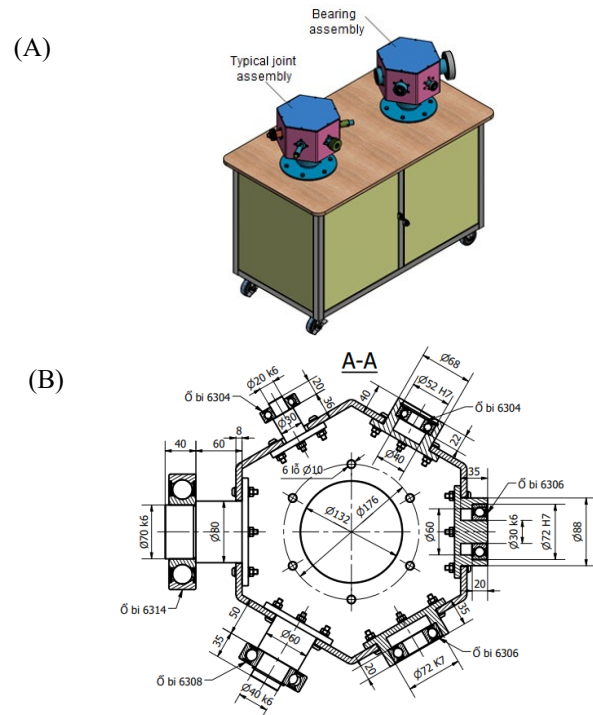 (A)
Bearing
assembly
Typical joint
assembly
(B)
A-A
Ø20 k6
20
36
Ổ bi 6304
Ø30
40
Ø68
Ø52 H7
Ổ bi 6304
22
Ø40
40
60
8
6 lỗ Ø10
35
Ổ bi 6306
Ø70 k6
Ø80
Ø132
Ø176
Ø60
Ø30 k6
Ø72 H7
Ø88
20
Ổ bi 6314
50
35
Ø60
Ổ bi 6308
Ø40 k6
20
Ø72 K7
35
Ổ bi 6306